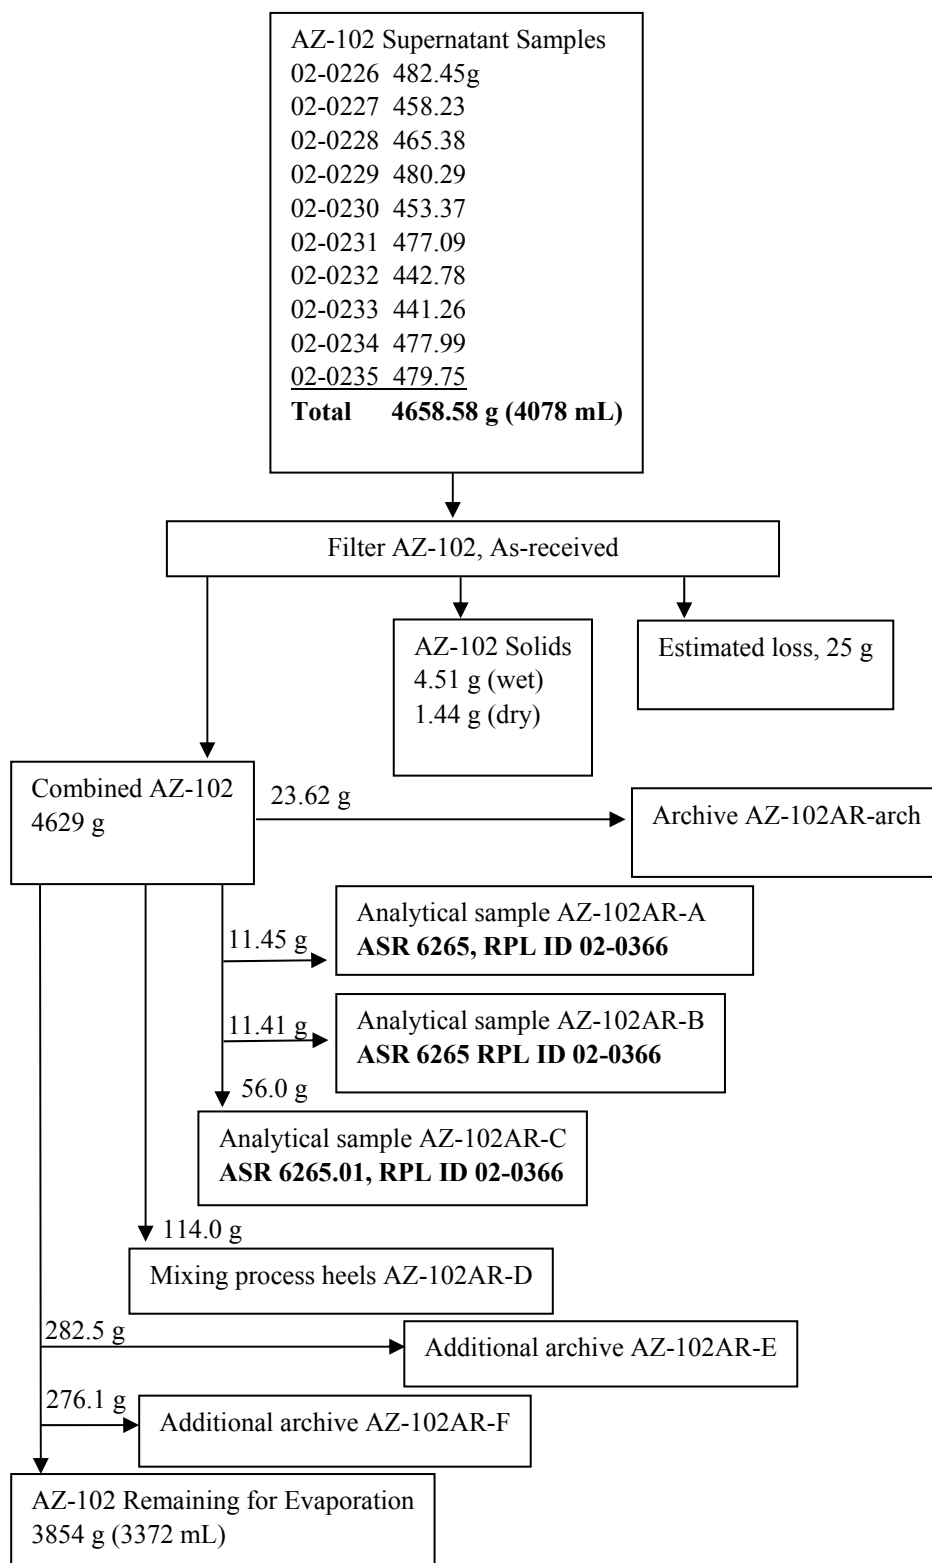 AZ-102 Supernatant Samples
02-0226 482.45g
02-0227 458.23
02-0228 465.38
02-0229 480.29
02-0230 453.37
02-0231 477.09
02-0232 442.78
02-0233 441.26
02-0234 477.99
02-0235 479.75
Total 4658.58 g (4078 mL)
Filter AZ-102, As-received
AZ-102 Solids
4.51 g (wet)
1.44 g (dry)
Estimated loss, 25 g
Combined AZ-102
4629 g
23.62 g
Archive AZ-102AR-arch
11.45 g
Analytical sample AZ-102AR-A
ASR 6265, RPL ID 02-0366
11.41 g
Analytical sample AZ-102AR-B
ASR 6265 RPL ID 02-0366
56.0 g
Analytical sample AZ-102AR-C
ASR 6265.01, RPL ID 02-0366
114.0 g
Mixing process heels AZ-102AR-D
282.5 g
Additional archive AZ-102AR-E
276.1 g
Additional archive AZ-102AR-F
AZ-102 Remaining for Evaporation
3854 g (3372 mL)